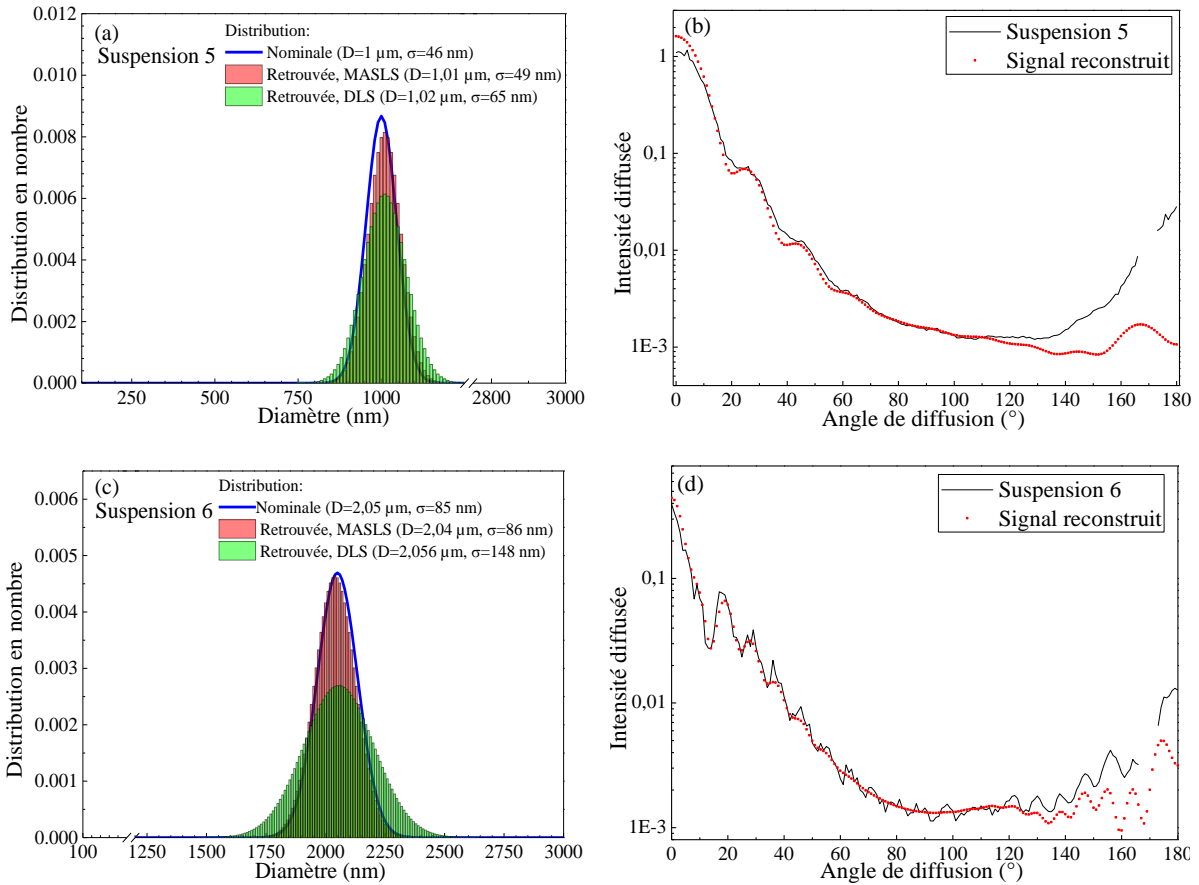 (a)
Suspension 5
Distribution:
Nominale (D=1 µm, σ=46 nm)
Retrouvée, MASLS (D=1,01 µm, σ=49 nm)
Retrouvée, DLS (D=1,02 µm, σ=65 nm)
Distribution en nombre
0.012
0.010
0.008
0.006
0.004
0.002
0.000
250
500
750
1000
2800
3000
Diamètre (nm)
(b)
Suspension 5
Signal reconstruit
Intensité diffusée
1
0,1
0,01
1E-3
0
20
40
60
80
100
120
140
160
180
Angle de diffusion (°)
(c)
Suspension 6
Distribution:
Nominale (D=2,05 µm, σ=85 nm)
Retrouvée, MASLS (D=2,04 µm, σ=86 nm)
Retrouvée, DLS (D=2,056 µm, σ=148 nm)
Distribution en nombre
0.006
0.005
0.004
0.003
0.002
0.001
0.000
100
1250
1500
1750
2000
2250
2500
2750
3000
Diamètre (nm)
(d)
Suspension 6
Signal reconstruit
Intensité diffusée
0,1
0,01
1E-3
0
20
40
60
80
100
120
140
160
180
Angle de diffusion (°)